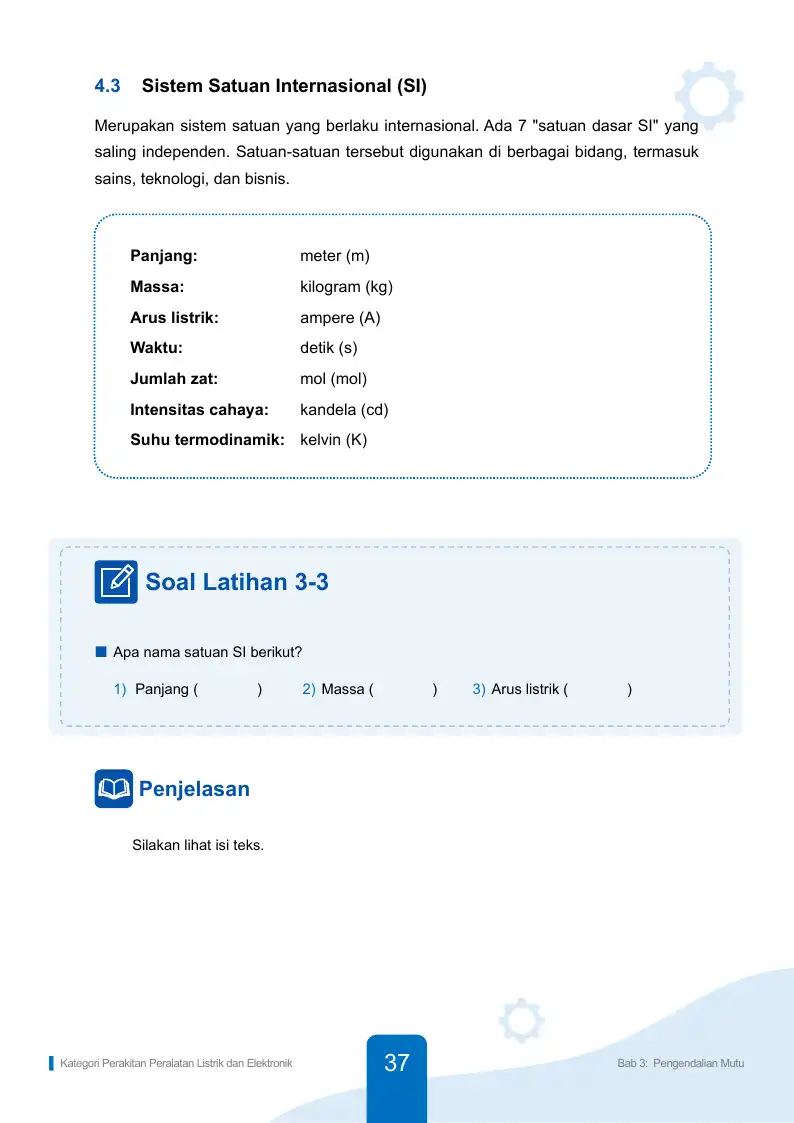 4.3 Sistem Satuan Internasional (SI)
Merupakan sistem satuan yang berlaku internasional. Ada 7 "satuan dasar SI" yang
saling independen. Satuan-satuan tersebut digunakan di berbagai bidang, termasuk
sains, teknologi, dan bisnis.
Panjang: meter (m)
Massa: kilogram (kg)
Arus listrik: ampere (A)
Waktu: detik (s)
Jumlah zat: mol (mol)
Intensitas cahaya: kandela (cd)
Suhu termodinamik: kelvin (K)
Soal Latihan 3-3
■ Apa nama satuan SI berikut?
1) Panjang ( ) 2) Massa ( ) 3) Arus listrik ( )
Penjelasan
Silakan lihat isi teks.
Kategori Perakitan Peralatan Listrik dan Elektronik 37 Bab 3: Pengendalian Mutu